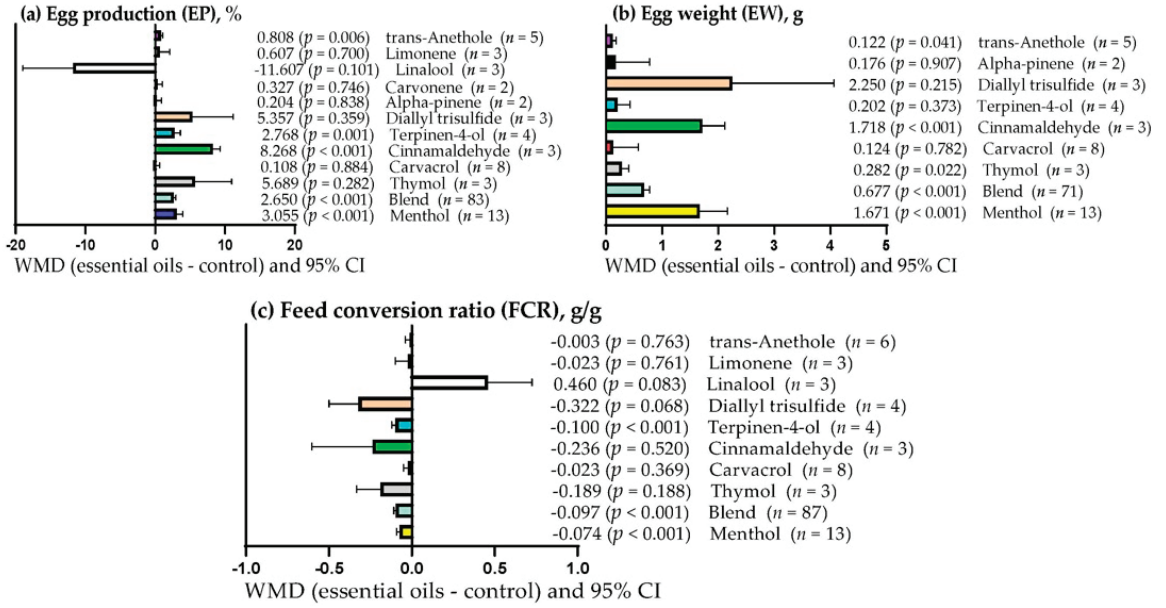 (a) Egg production (EP), %
0.808 (p = 0.006) trans-Anethole (n = 5)
0.607 (p = 0.700) Limonene (n = 3)
-11.607 (p = 0.101) Linalool (n = 3)
0.327 (p = 0.746) Carvonene (n = 2)
0.204 (p = 0.838) Alpha-pinene (n = 2)
5.357 (p = 0.359) Diallyl trisulfide (n = 3)
2.768 (p = 0.001) Terpinen-4-ol (n = 4)
8.268 (p < 0.001) Cinnamaldehyde (n = 3)
0.108 (p = 0.884) Carvacrol (n = 8)
5.689 (p = 0.282) Thymol (n = 3)
2.650 (p < 0.001) Blend (n = 83)
3.055 (p < 0.001) Menthol (n = 13)
-20 -10 0 10 20
WMD (essential oils - control) and 95% CI
(b) Egg weight (EW), g
0.122 (p = 0.041) trans-Anethole (n = 5)
0.176 (p = 0.907) Alpha-pinene (n = 2)
2.250 (p = 0.215) Diallyl trisulfide (n = 3)
0.202 (p = 0.373) Terpinen-4-ol (n = 4)
1.718 (p < 0.001) Cinnamaldehyde (n = 3)
0.124 (p = 0.782) Carvacrol (n = 8)
0.282 (p = 0.022) Thymol (n = 3)
0.677 (p < 0.001) Blend (n = 71)
1.671 (p < 0.001) Menthol (n = 13)
0 1 2 3 4 5
WMD (essential oils - control) and 95% CI
(c) Feed conversion ratio (FCR), g/g
-0.003 (p = 0.763) trans-Anethole (n = 6)
-0.023 (p = 0.761) Limonene (n = 3)
0.460 (p = 0.083) Linalool (n = 3)
-0.322 (p = 0.068) Diallyl trisulfide (n = 4)
-0.100 (p < 0.001) Terpinen-4-ol (n = 4)
-0.236 (p = 0.520) Cinnamaldehyde (n = 3)
-0.023 (p = 0.369) Carvacrol (n = 8)
-0.189 (p = 0.188) Thymol (n = 3)
-0.097 (p < 0.001) Blend (n = 87)
-0.074 (p < 0.001) Menthol (n = 13)
-1.0 -0.5 0.0 0.5 1.0
WMD (essential oils - control) and 95% CI